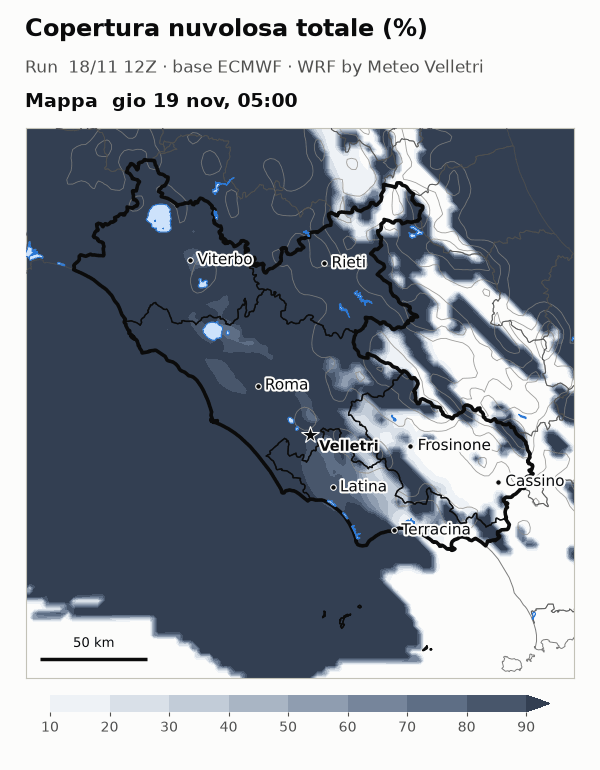 Copertura nuvolosa totale (%)
Run 18/11 12Z · base ECMWF · WRF by Meteo Velletri
Mappa gio 19 nov, 05:00
Viterbo
Rieti
Roma
Velletri
Frosinone
Cassino
Latina
Terracina
50 km
10 20 30 40 50 60 70 80 90